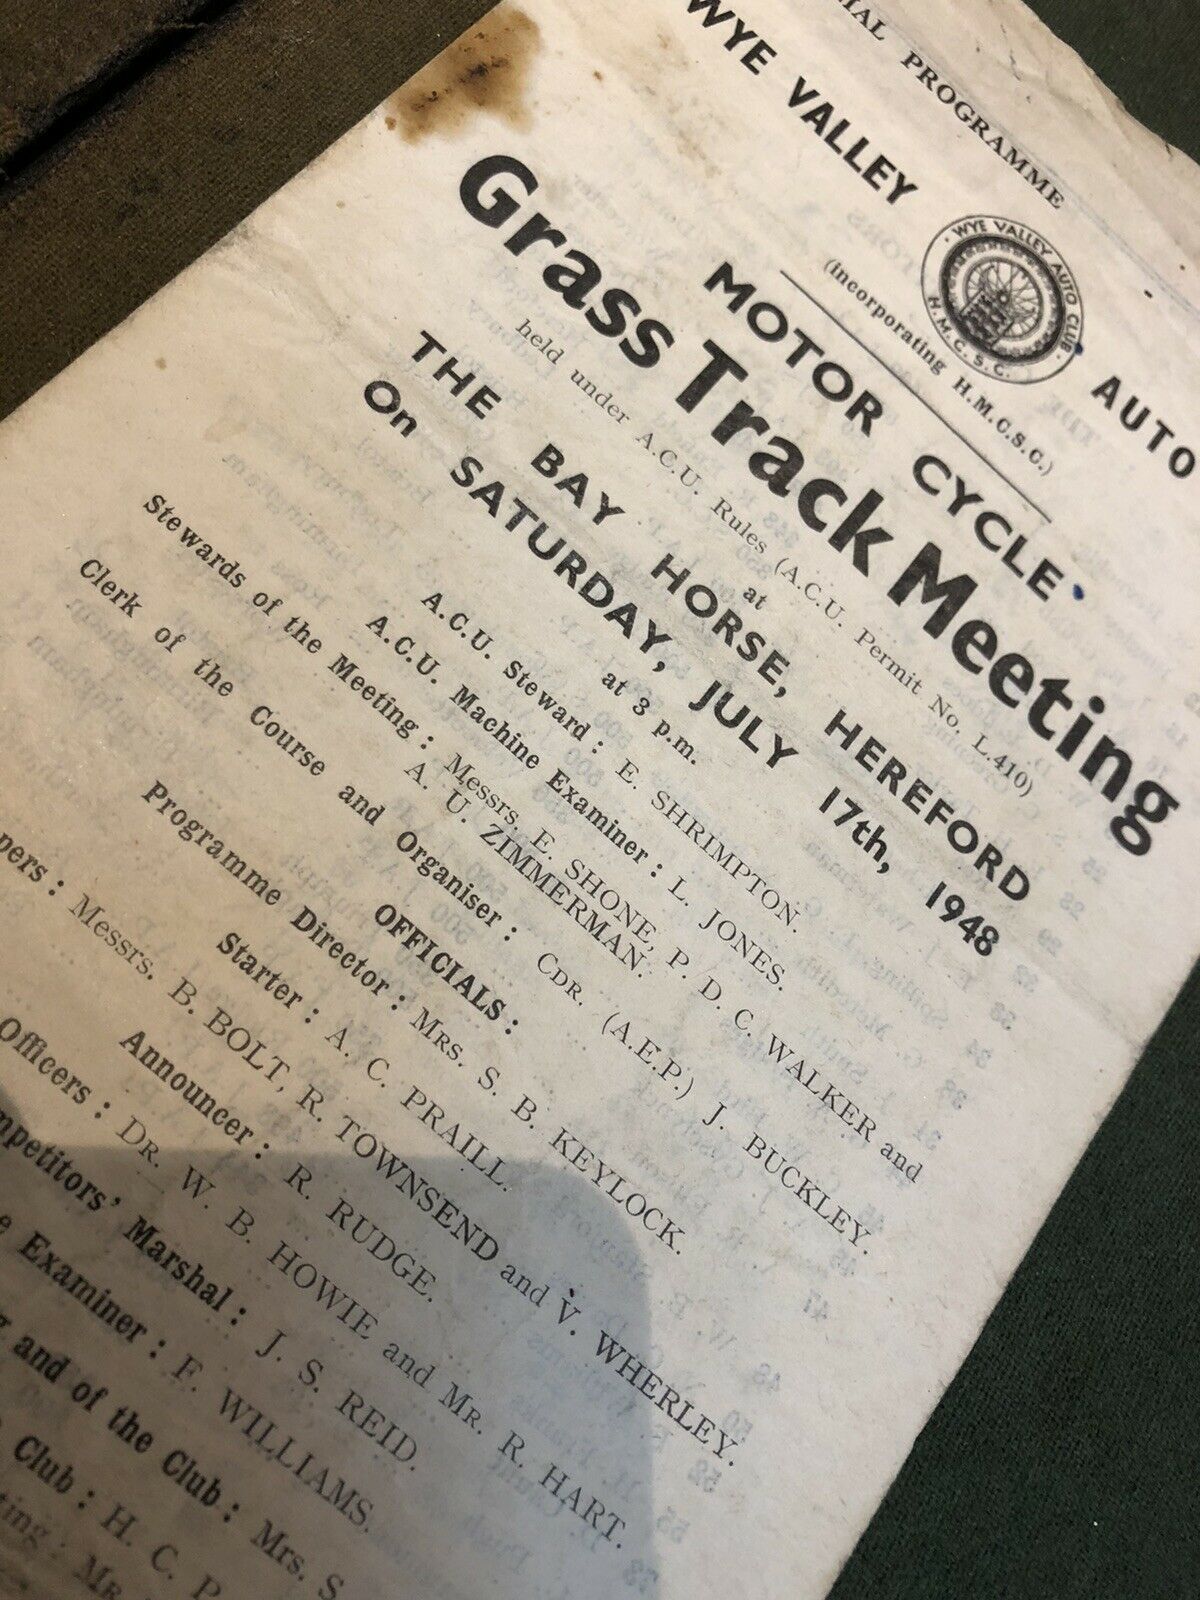 PROGRAMME
WYE VALLEY AUTO
WYE VALLEY AUTO CLUB
H.M.C.S.C.
(incorporating H.M.C.S.C.)
MOTOR CYCLE
Grass Track Meeting
held under A.C.U. Rules (A.C.U. Permit No. L.410)
at
THE BAY HORSE, HEREFORD
On SATURDAY, JULY 17th, 1948
at 3 p.m.
A.C.U. Steward: E. SHRIMPTON.
A.C.U. Machine Examiner: L. JONES.
Stewards of the Meeting: Messrs. E. SHONE, P. D. C. WALKER and
A. U. ZIMMERMAN.
Clerk of the Course and Organiser: CDR. (A.E.P.) J. BUCKLEY.
OFFICIALS:
Programme Director: MRS. S. B. KEYLOCK.
Starter: A. C. PRAILL.
Messrs. B. BOLT, R. TOWNSEND and V. WHERLEY.
Announcer: R. RUDGE.
Officers: DR. W. B. HOWIE and MR. R. HART.
Marshal: J. S. REID.
Examiner: F. WILLIAMS.
and of the Club: Mrs. S
Club: H. C. P
MR